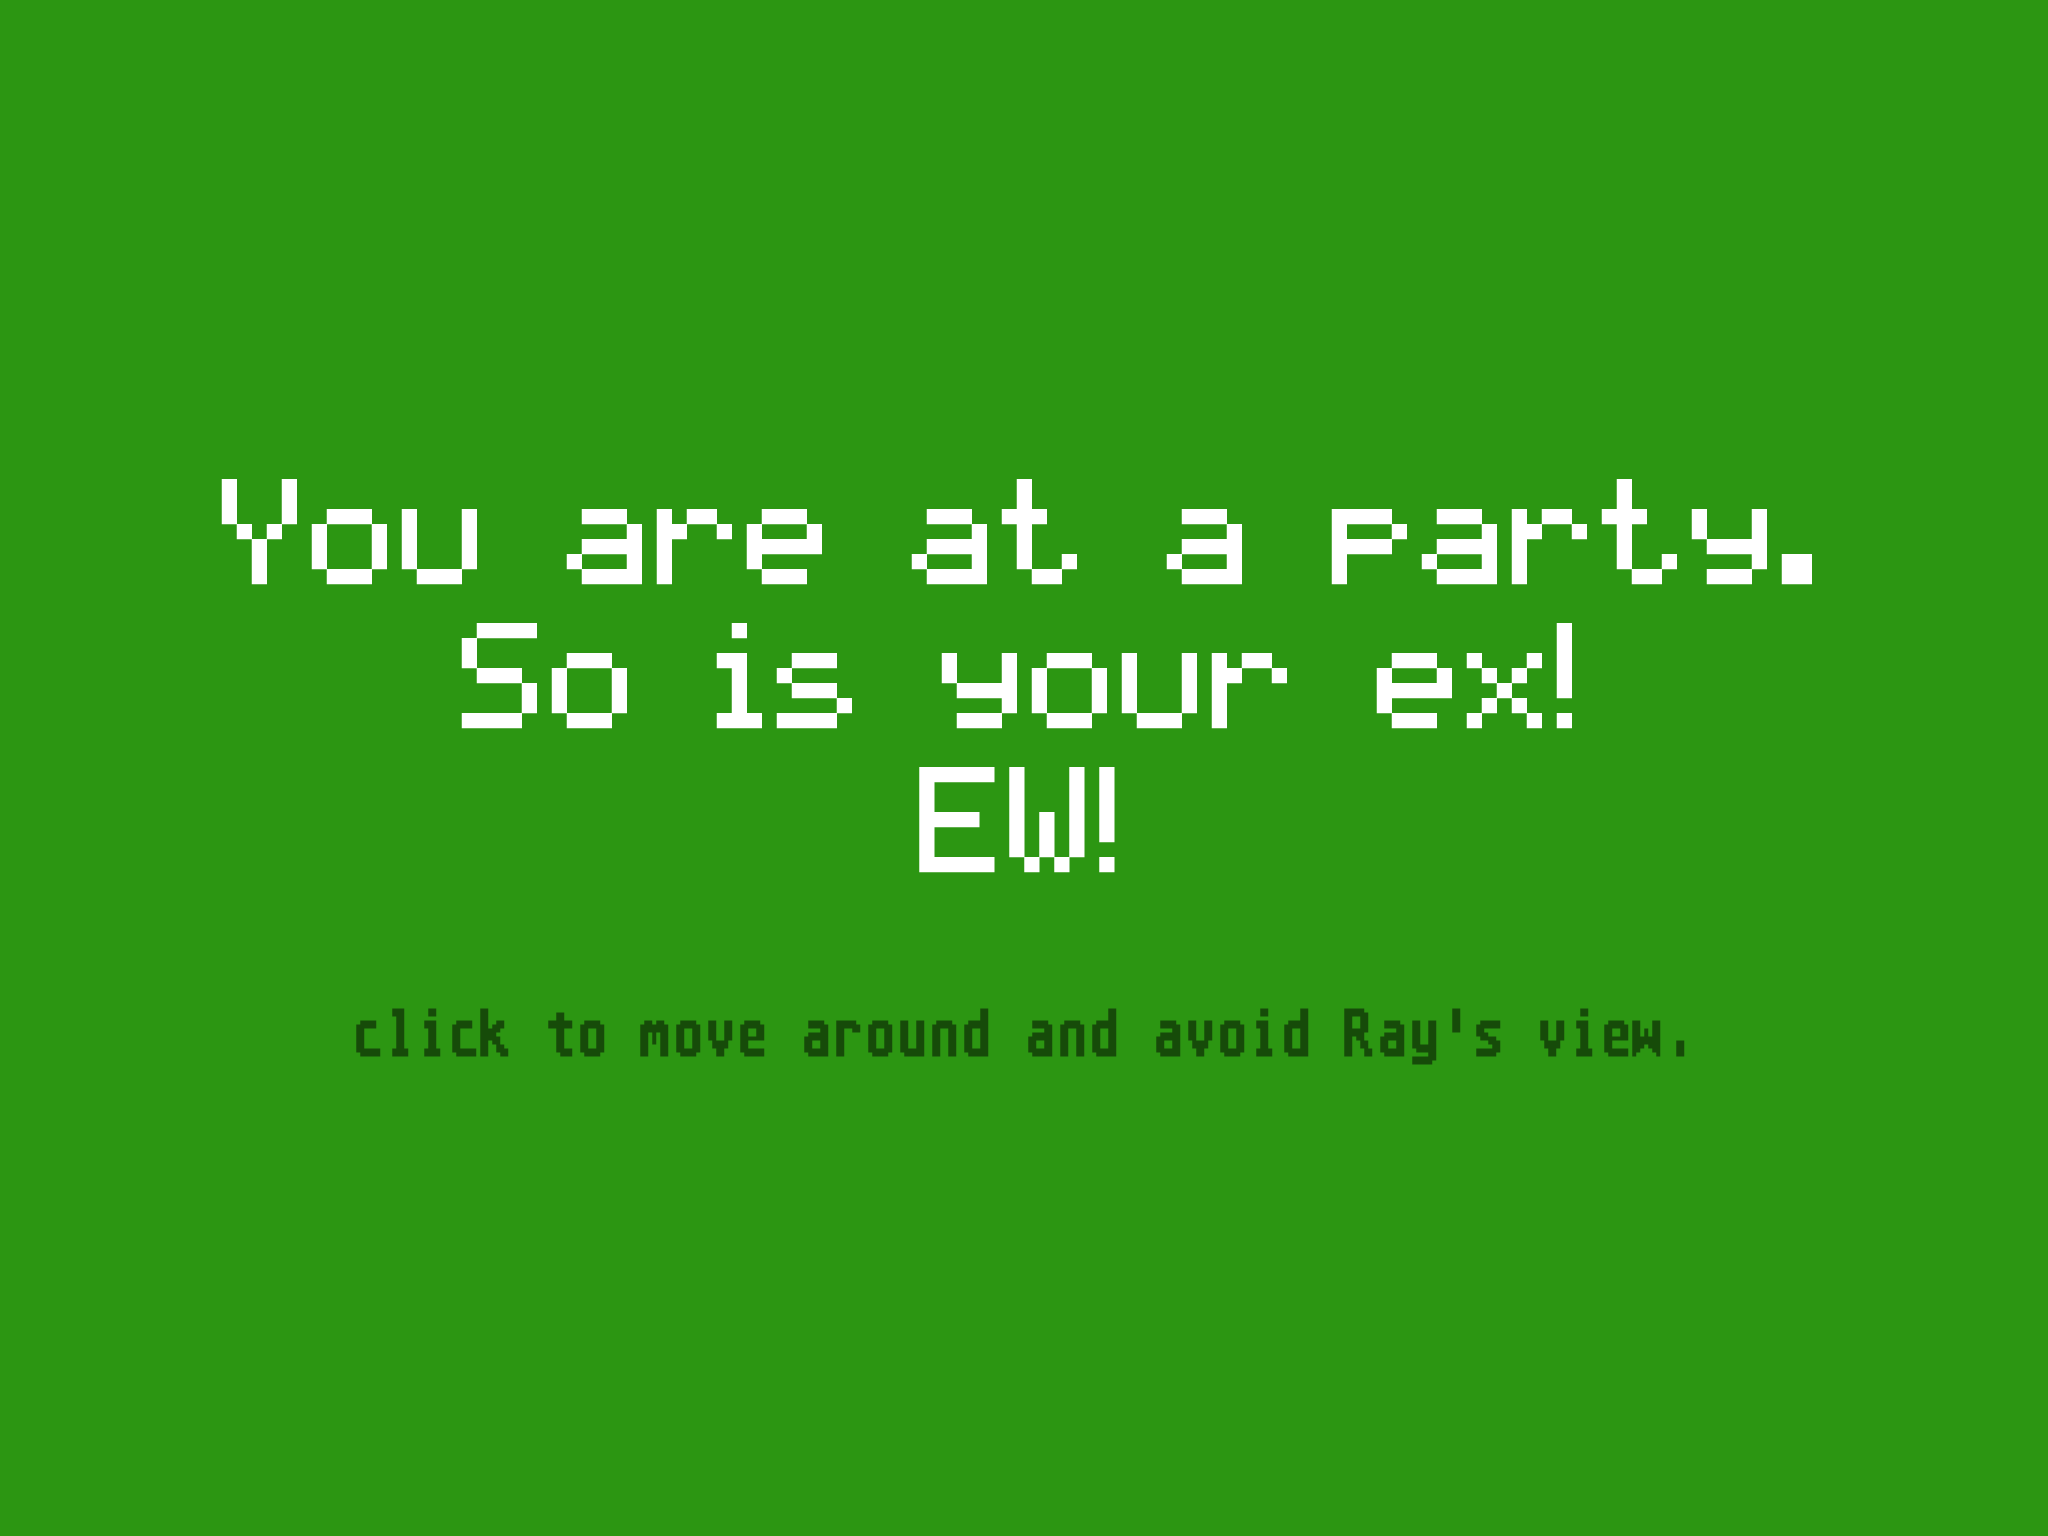 You are at a party.
So is your ex!
EW!
click to move around and avoid Ray's view.